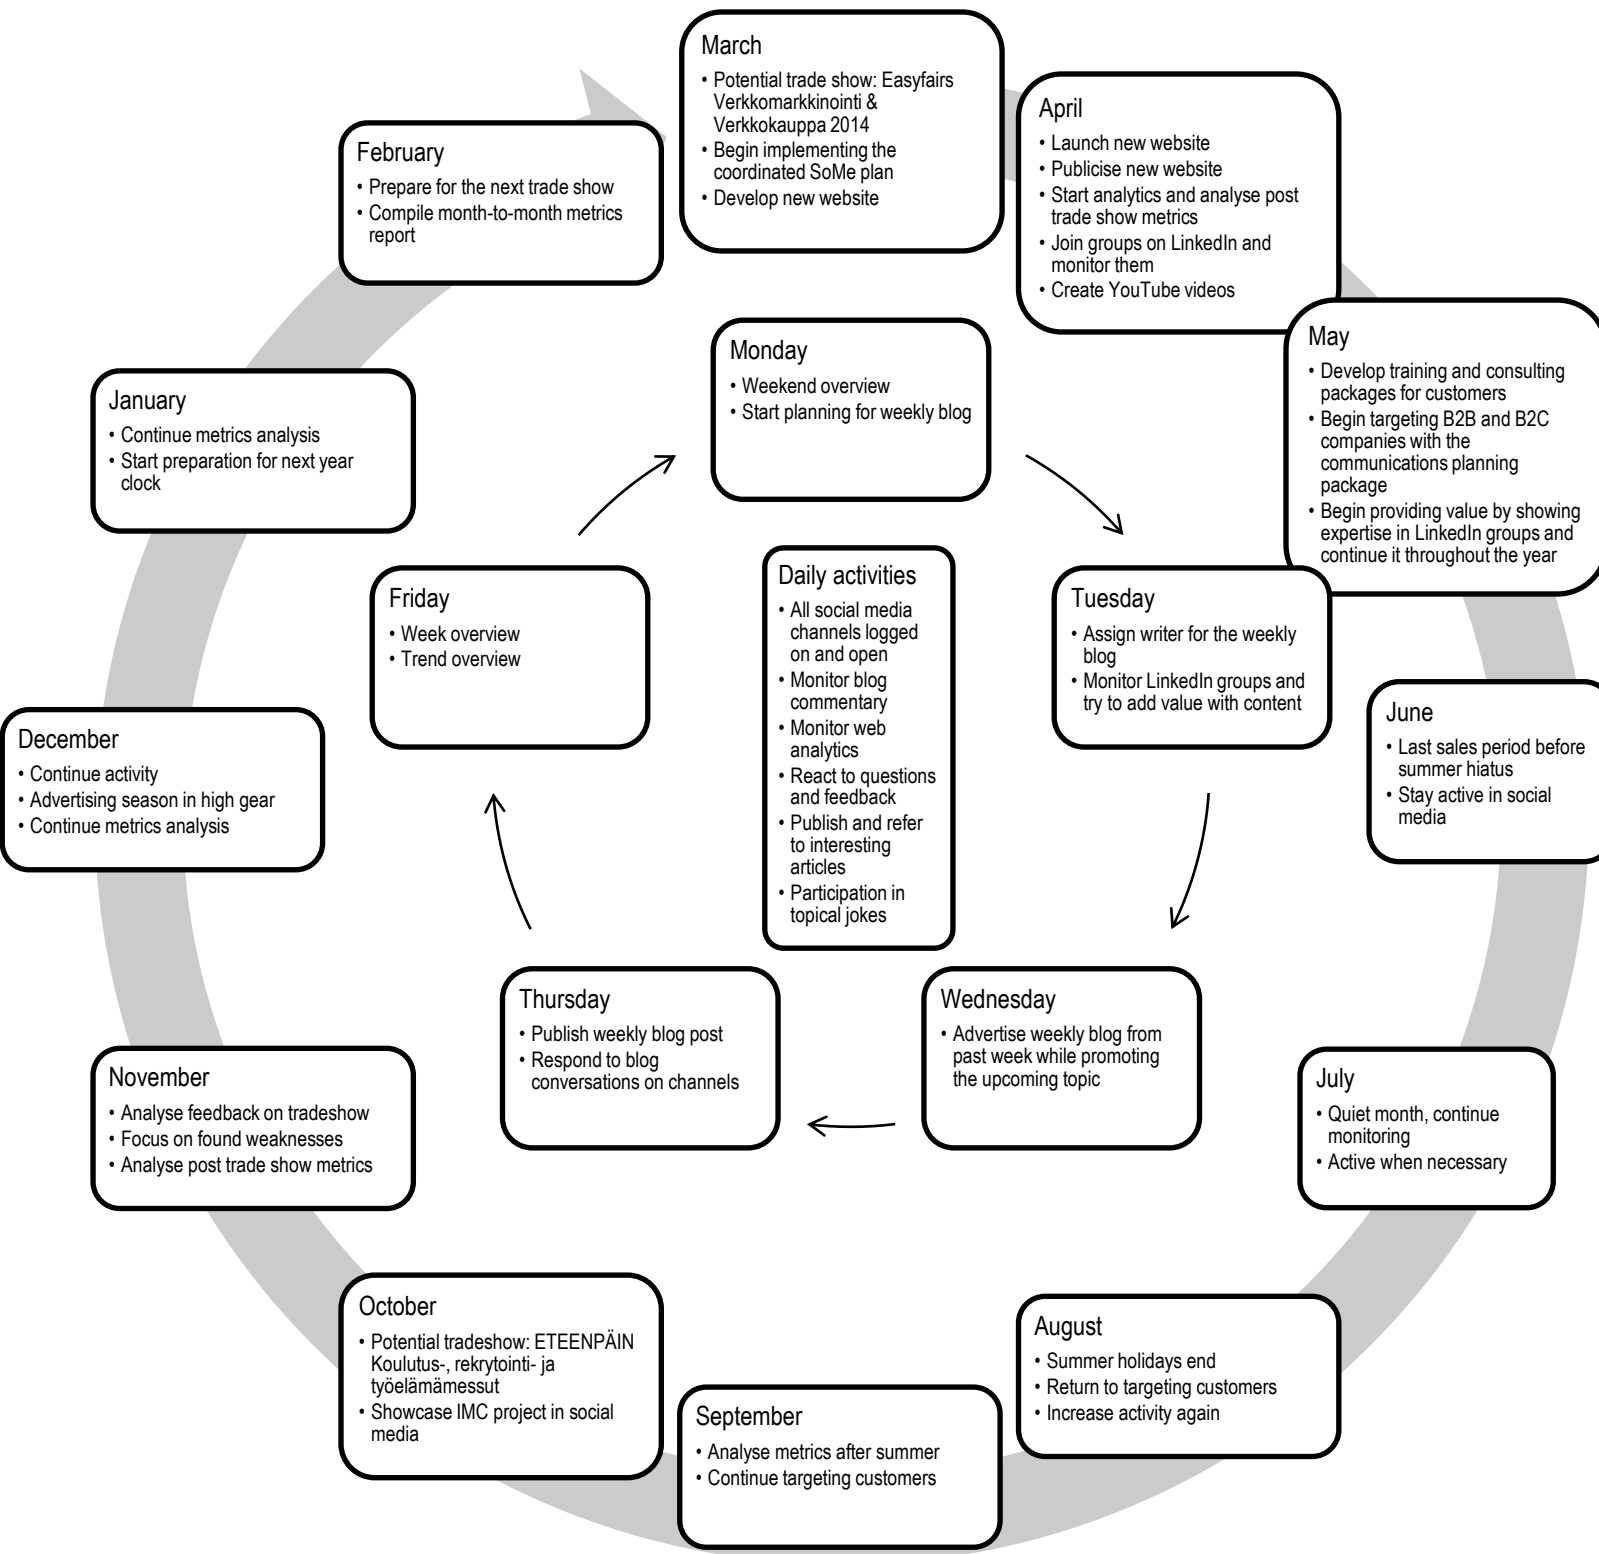 March
• Potential trade show: Easyfairs
Verkkomarkkinointi &
Verkkokauppa 2014
• Begin implementing the
coordinated SoMe plan
• Develop new website
April
• Launch new website
• Publicise new website
• Start analytics and analyse post
trade show metrics
• Join groups on LinkedIn and
monitor them
• Create YouTube videos
May
• Develop training and consulting
packages for customers
• Begin targeting B2B and B2C
companies with the
communications planning
package
• Begin providing value by showing
expertise in LinkedIn groups and
continue it throughout the year
June
• Last sales period before
summer hiatus
• Stay active in social
media
July
• Quiet month, continue
monitoring
• Active when necessary
August
• Summer holidays end
• Return to targeting customers
• Increase activity again
September
• Analyse metrics after summer
• Continue targeting customers
October
• Potential tradeshow: ETEENPÄIN
Koulutus-, rekrytointi- ja
työelämämessut
• Showcase IMC project in social
media
November
• Analyse feedback on tradeshow
• Focus on found weaknesses
• Analyse post trade show metrics
December
• Continue activity
• Advertising season in high gear
• Continue metrics analysis
January
• Continue metrics analysis
• Start preparation for next year
clock
February
• Prepare for the next trade show
• Compile month-to-month metrics
report
Monday
• Weekend overview
• Start planning for weekly blog
Tuesday
• Assign writer for the weekly
blog
• Monitor LinkedIn groups and
try to add value with content
Wednesday
• Advertise weekly blog from
past week while promoting
the upcoming topic
Thursday
• Publish weekly blog post
• Respond to blog
conversations on channels
Friday
• Week overview
• Trend overview
Daily activities
• All social media
channels logged
on and open
• Monitor blog
commentary
• Monitor web
analytics
• React to questions
and feedback
• Publish and refer
to interesting
articles
• Participation in
topical jokes